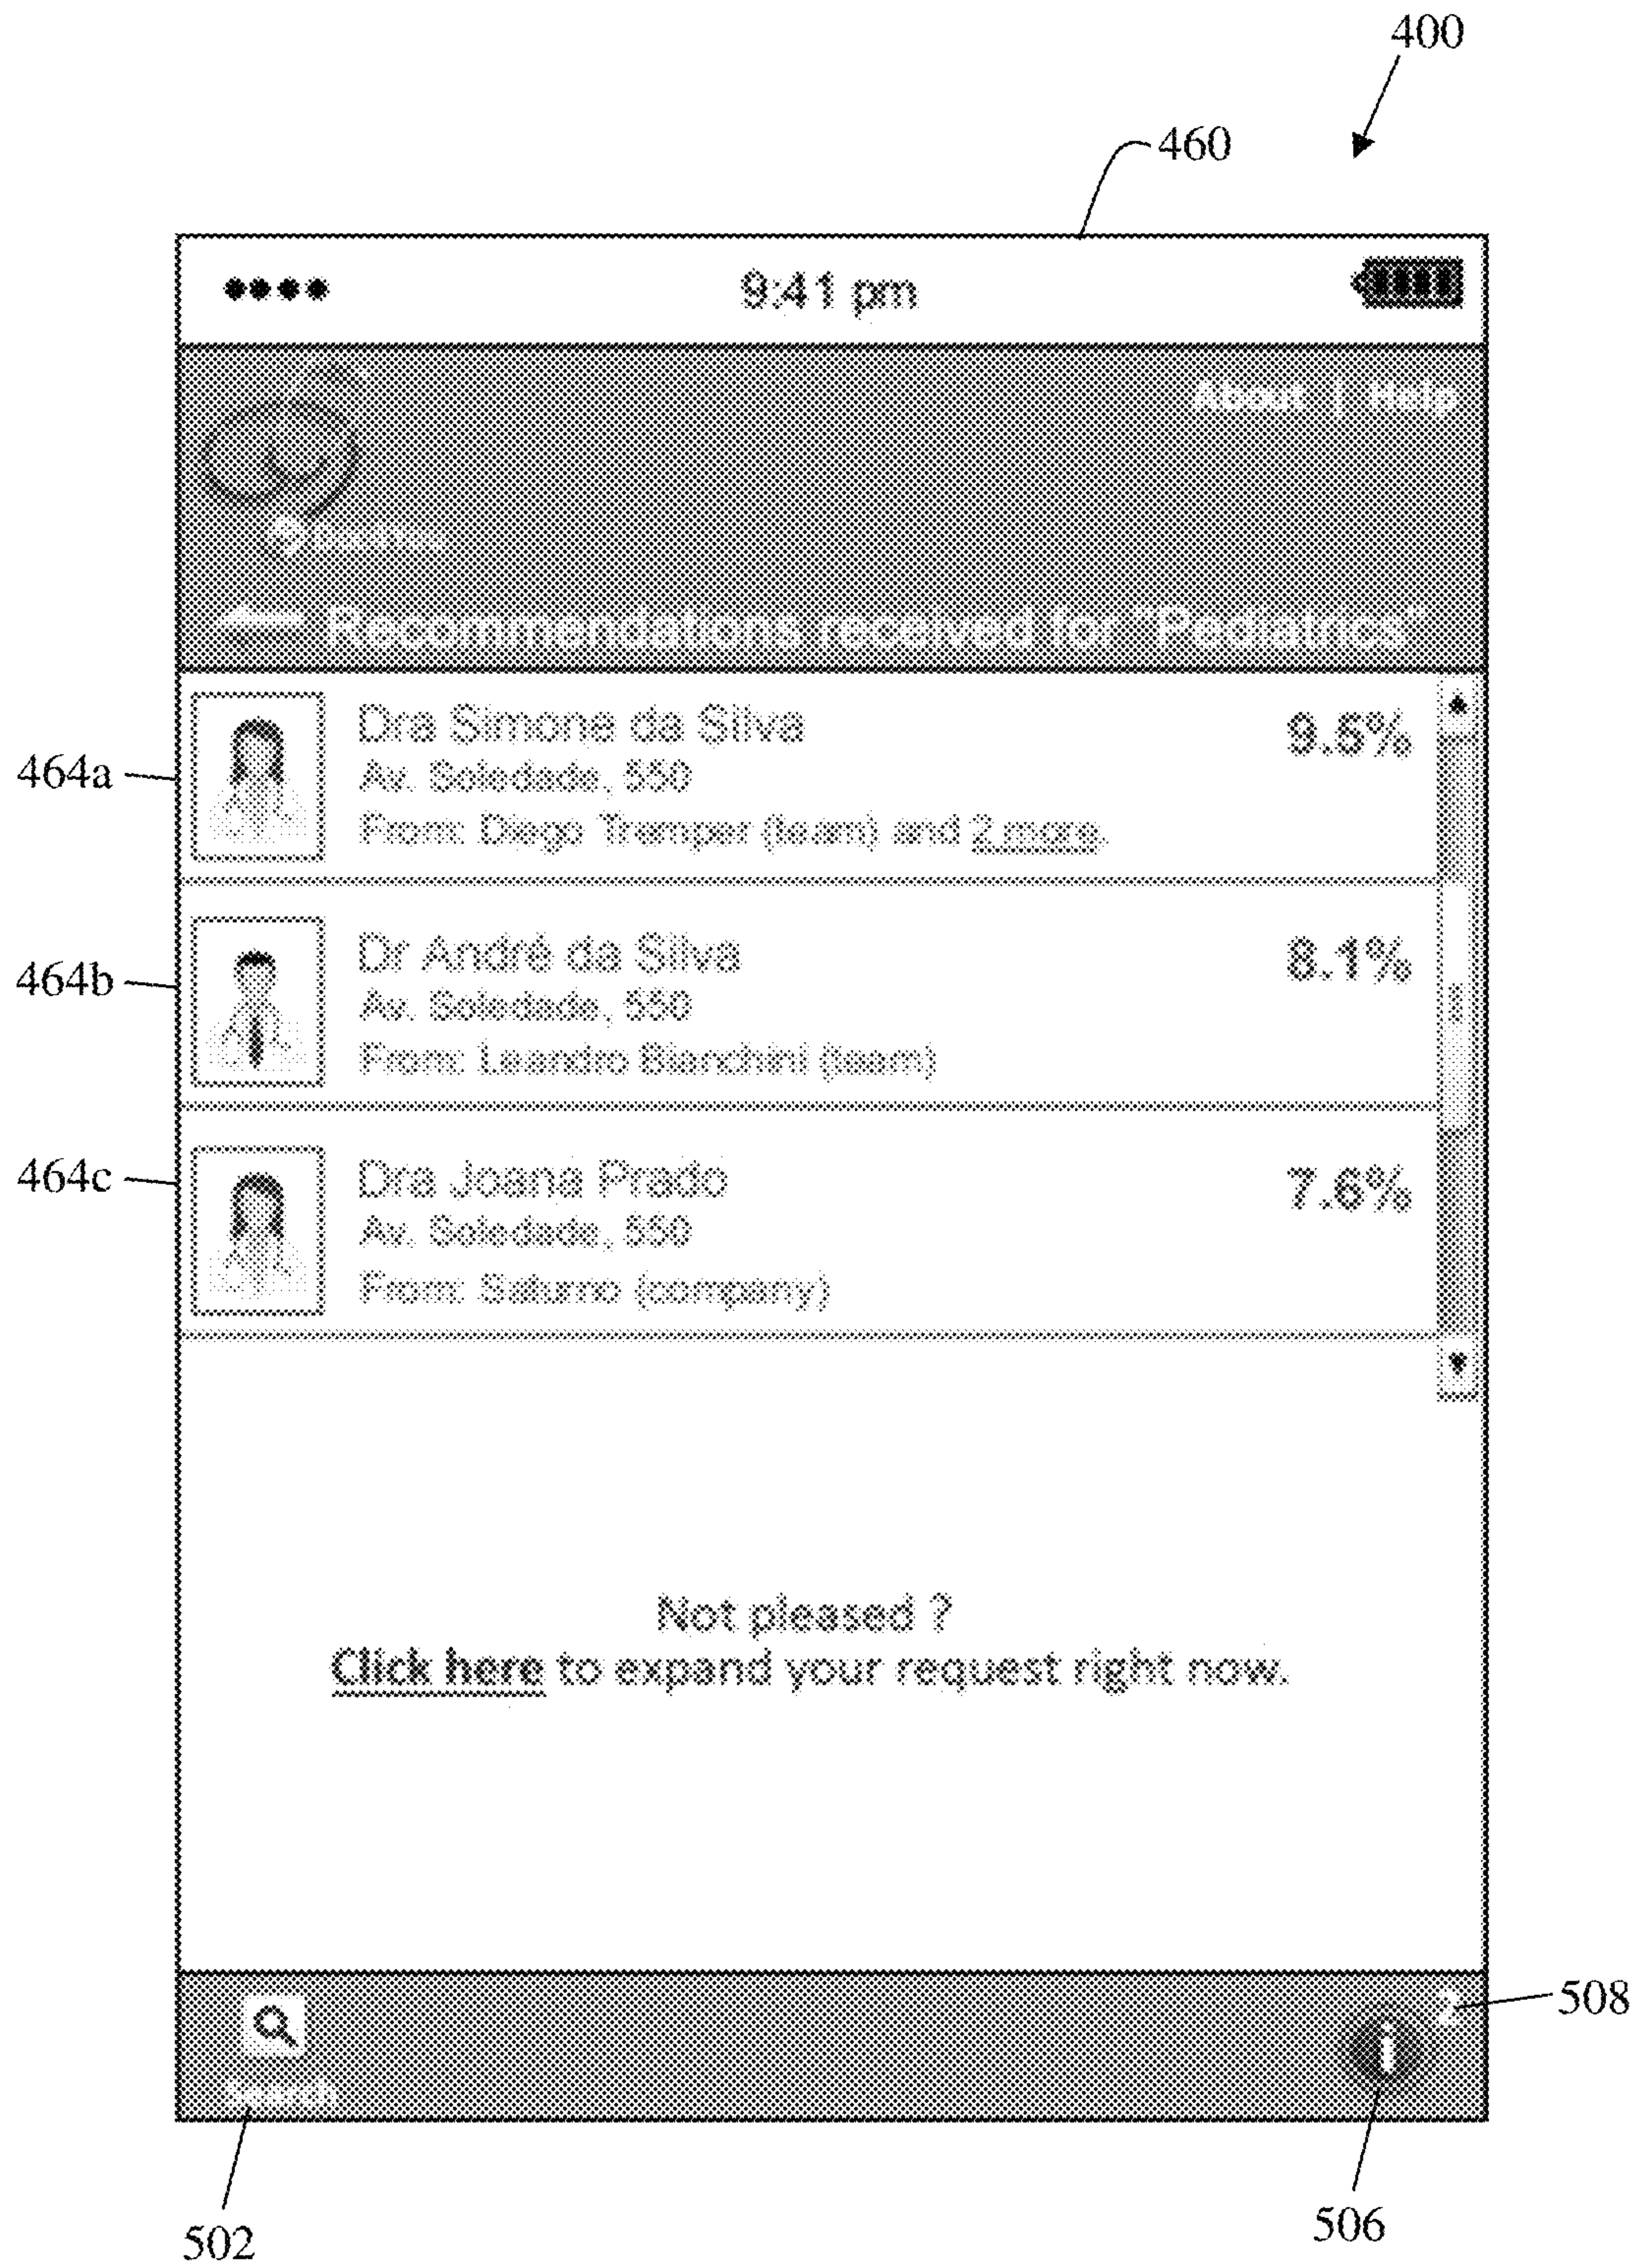 400
460
9:41 pm
About | Help
Recommendations received for "Pediatrics"
464a
Dra Simone da Silva
9.5%
Av. Soledade, 550
From: Diego Tremper (team) and 2 more.
464b
Dr André da Silva
8.1%
Av. Soledade, 550
From: Leandro Bianchini (team)
464c
Dra Joana Prado
7.6%
Av. Soledade, 550
From: Saturno (company)
Not pleased ?
Click here to expand your request right now.
2
508
i
Search
502
506